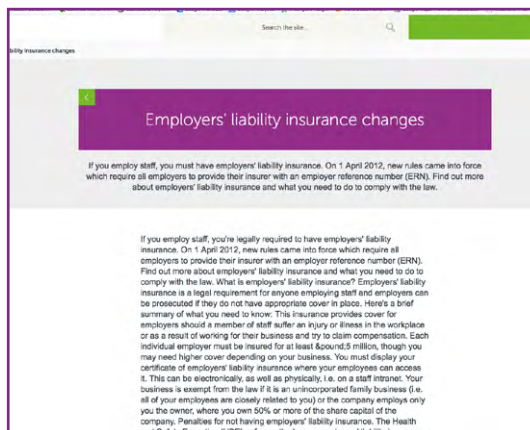 Search the site...
bility insurance changes
Employers' liability insurance changes
If you employ staff, you must have employers' liability insurance. On 1 April 2012, new rules came into force
which require all employers to provide their insurer with an employer reference number (ERN). Find out more
about employers' liability insurance and what you need to do to comply with the law.
If you employ staff, you're legally required to have employers' liability
insurance. On 1 April 2012, new rules came into force which require all
employers to provide their insurer with an employer reference number (ERN).
Find out more about employers' liability insurance and what you need to do to
comply with the law. What is employers' liability insurance? Employers' liability
insurance is a legal requirement for anyone employing staff and employers can
be prosecuted if they do not have appropriate cover in place. Here's a brief
summary of what you need to know: This insurance provides cover for
employers should a member of staff suffer an injury or illness in the workplace
or as a result of working for their business and try to claim compensation. Each
individual employer must be insured for at least &pound;5 million, though you
may need higher cover depending on your business. You must display your
certificate of employers' liability insurance where your employees can access
it. This can be electronically, as well as physically, i.e. on a staff intranet. Your
business is exempt from the law if it is an unincorporated family business (i.e.
all of your employees are closely related to you) or the company employs only
you the owner, where you own 50% or more of the share capital of the
company. Penalties for not having employers' liability insurance. The Health